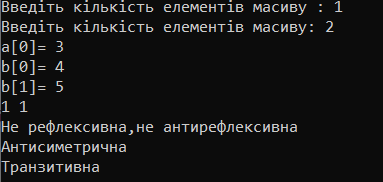 Введіть кількість елементів масиву : 1
Введіть кількість елементів масиву: 2
a[0]= 3
b[0]= 4
b[1]= 5
1 1
Не рефлексивна,не антирефлексивна
Антисиметрична
Транзитивна